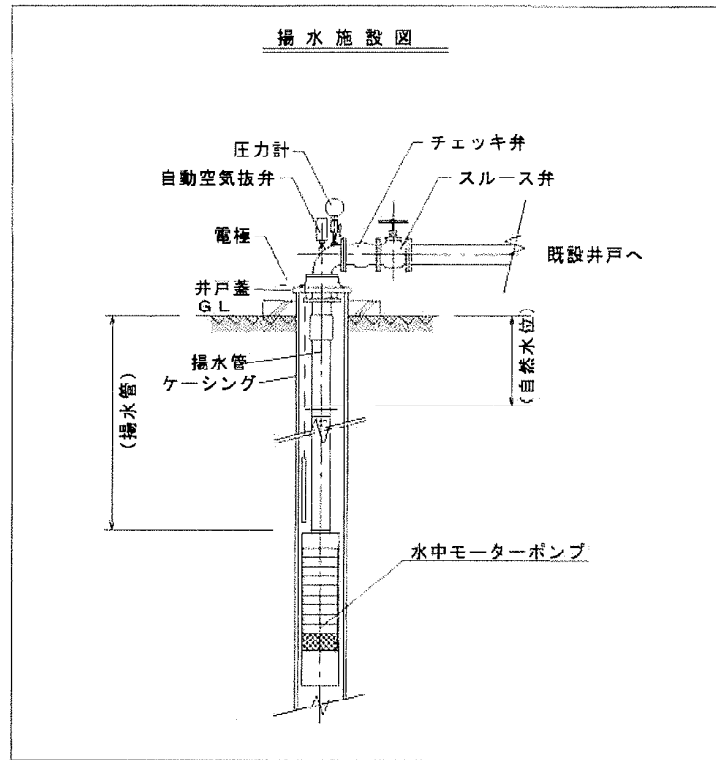 揚水施設図
圧力計
チェッキ弁
自動空気抜弁
スルース弁
電極
既設井戸へ
井戸蓋
GL
揚水管
ケーシング
(揚水管)
(自然水位)
水中モーターポンプ